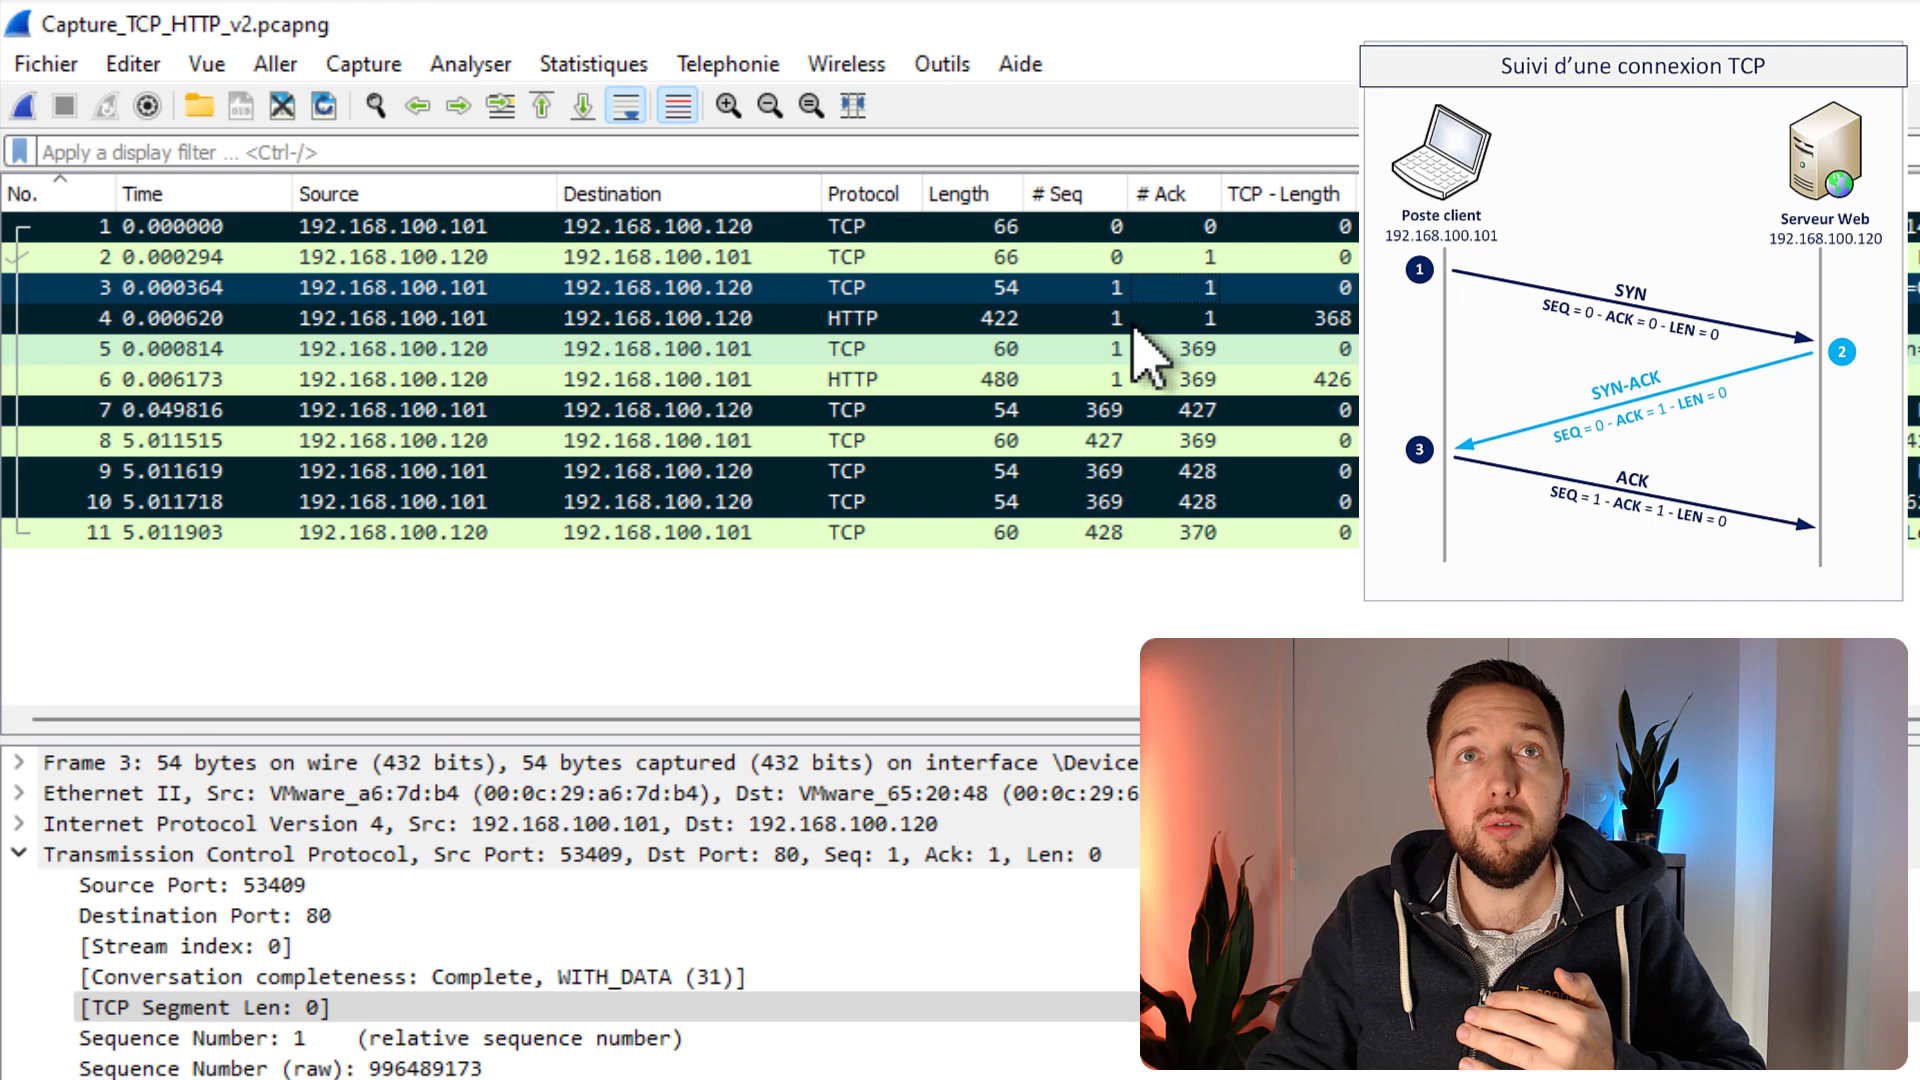 Capture_TCP_HTTP_v2.pcapng
Fichier Editer Vue Aller Capture Analyser Statistiques Telephonie Wireless Outils Aide
Apply a display filter ... <Ctrl-/>
No. Time Source Destination Protocol Length # Seq # Ack TCP - Length
1 0.000000 192.168.100.101 192.168.100.120 TCP 66 0 0 0
2 0.000294 192.168.100.120 192.168.100.101 TCP 66 0 1 0
3 0.000364 192.168.100.101 192.168.100.120 TCP 54 1 1 0
4 0.000620 192.168.100.101 192.168.100.120 HTTP 422 1 1 368
5 0.000814 192.168.100.120 192.168.100.101 TCP 60 1 369 0
6 0.006173 192.168.100.120 192.168.100.101 HTTP 480 1 369 426
7 0.049816 192.168.100.101 192.168.100.120 TCP 54 369 427 0
8 5.011515 192.168.100.120 192.168.100.101 TCP 60 427 369 0
9 5.011619 192.168.100.101 192.168.100.120 TCP 54 369 428 0
10 5.011718 192.168.100.101 192.168.100.120 TCP 54 369 428 0
11 5.011903 192.168.100.120 192.168.100.101 TCP 60 428 370 0
Suivi d'une connexion TCP
Poste client
192.168.100.101
Serveur Web
192.168.100.120
1
SYN
SEQ = 0 - ACK = 0 - LEN = 0
2
SYN-ACK
SEQ = 0 - ACK = 1 - LEN = 0
3
ACK
SEQ = 1 - ACK = 1 - LEN = 0
Frame 3: 54 bytes on wire (432 bits), 54 bytes captured (432 bits) on interface \Device
Ethernet II, Src: VMware_a6:7d:b4 (00:0c:29:a6:7d:b4), Dst: VMware_65:20:48 (00:0c:29:6
Internet Protocol Version 4, Src: 192.168.100.101, Dst: 192.168.100.120
Transmission Control Protocol, Src Port: 53409, Dst Port: 80, Seq: 1, Ack: 1, Len: 0
Source Port: 53409
Destination Port: 80
[Stream index: 0]
[Conversation completeness: Complete, WITH_DATA (31)]
[TCP Segment Len: 0]
Sequence Number: 1 (relative sequence number)
Sequence Number (raw): 996489173